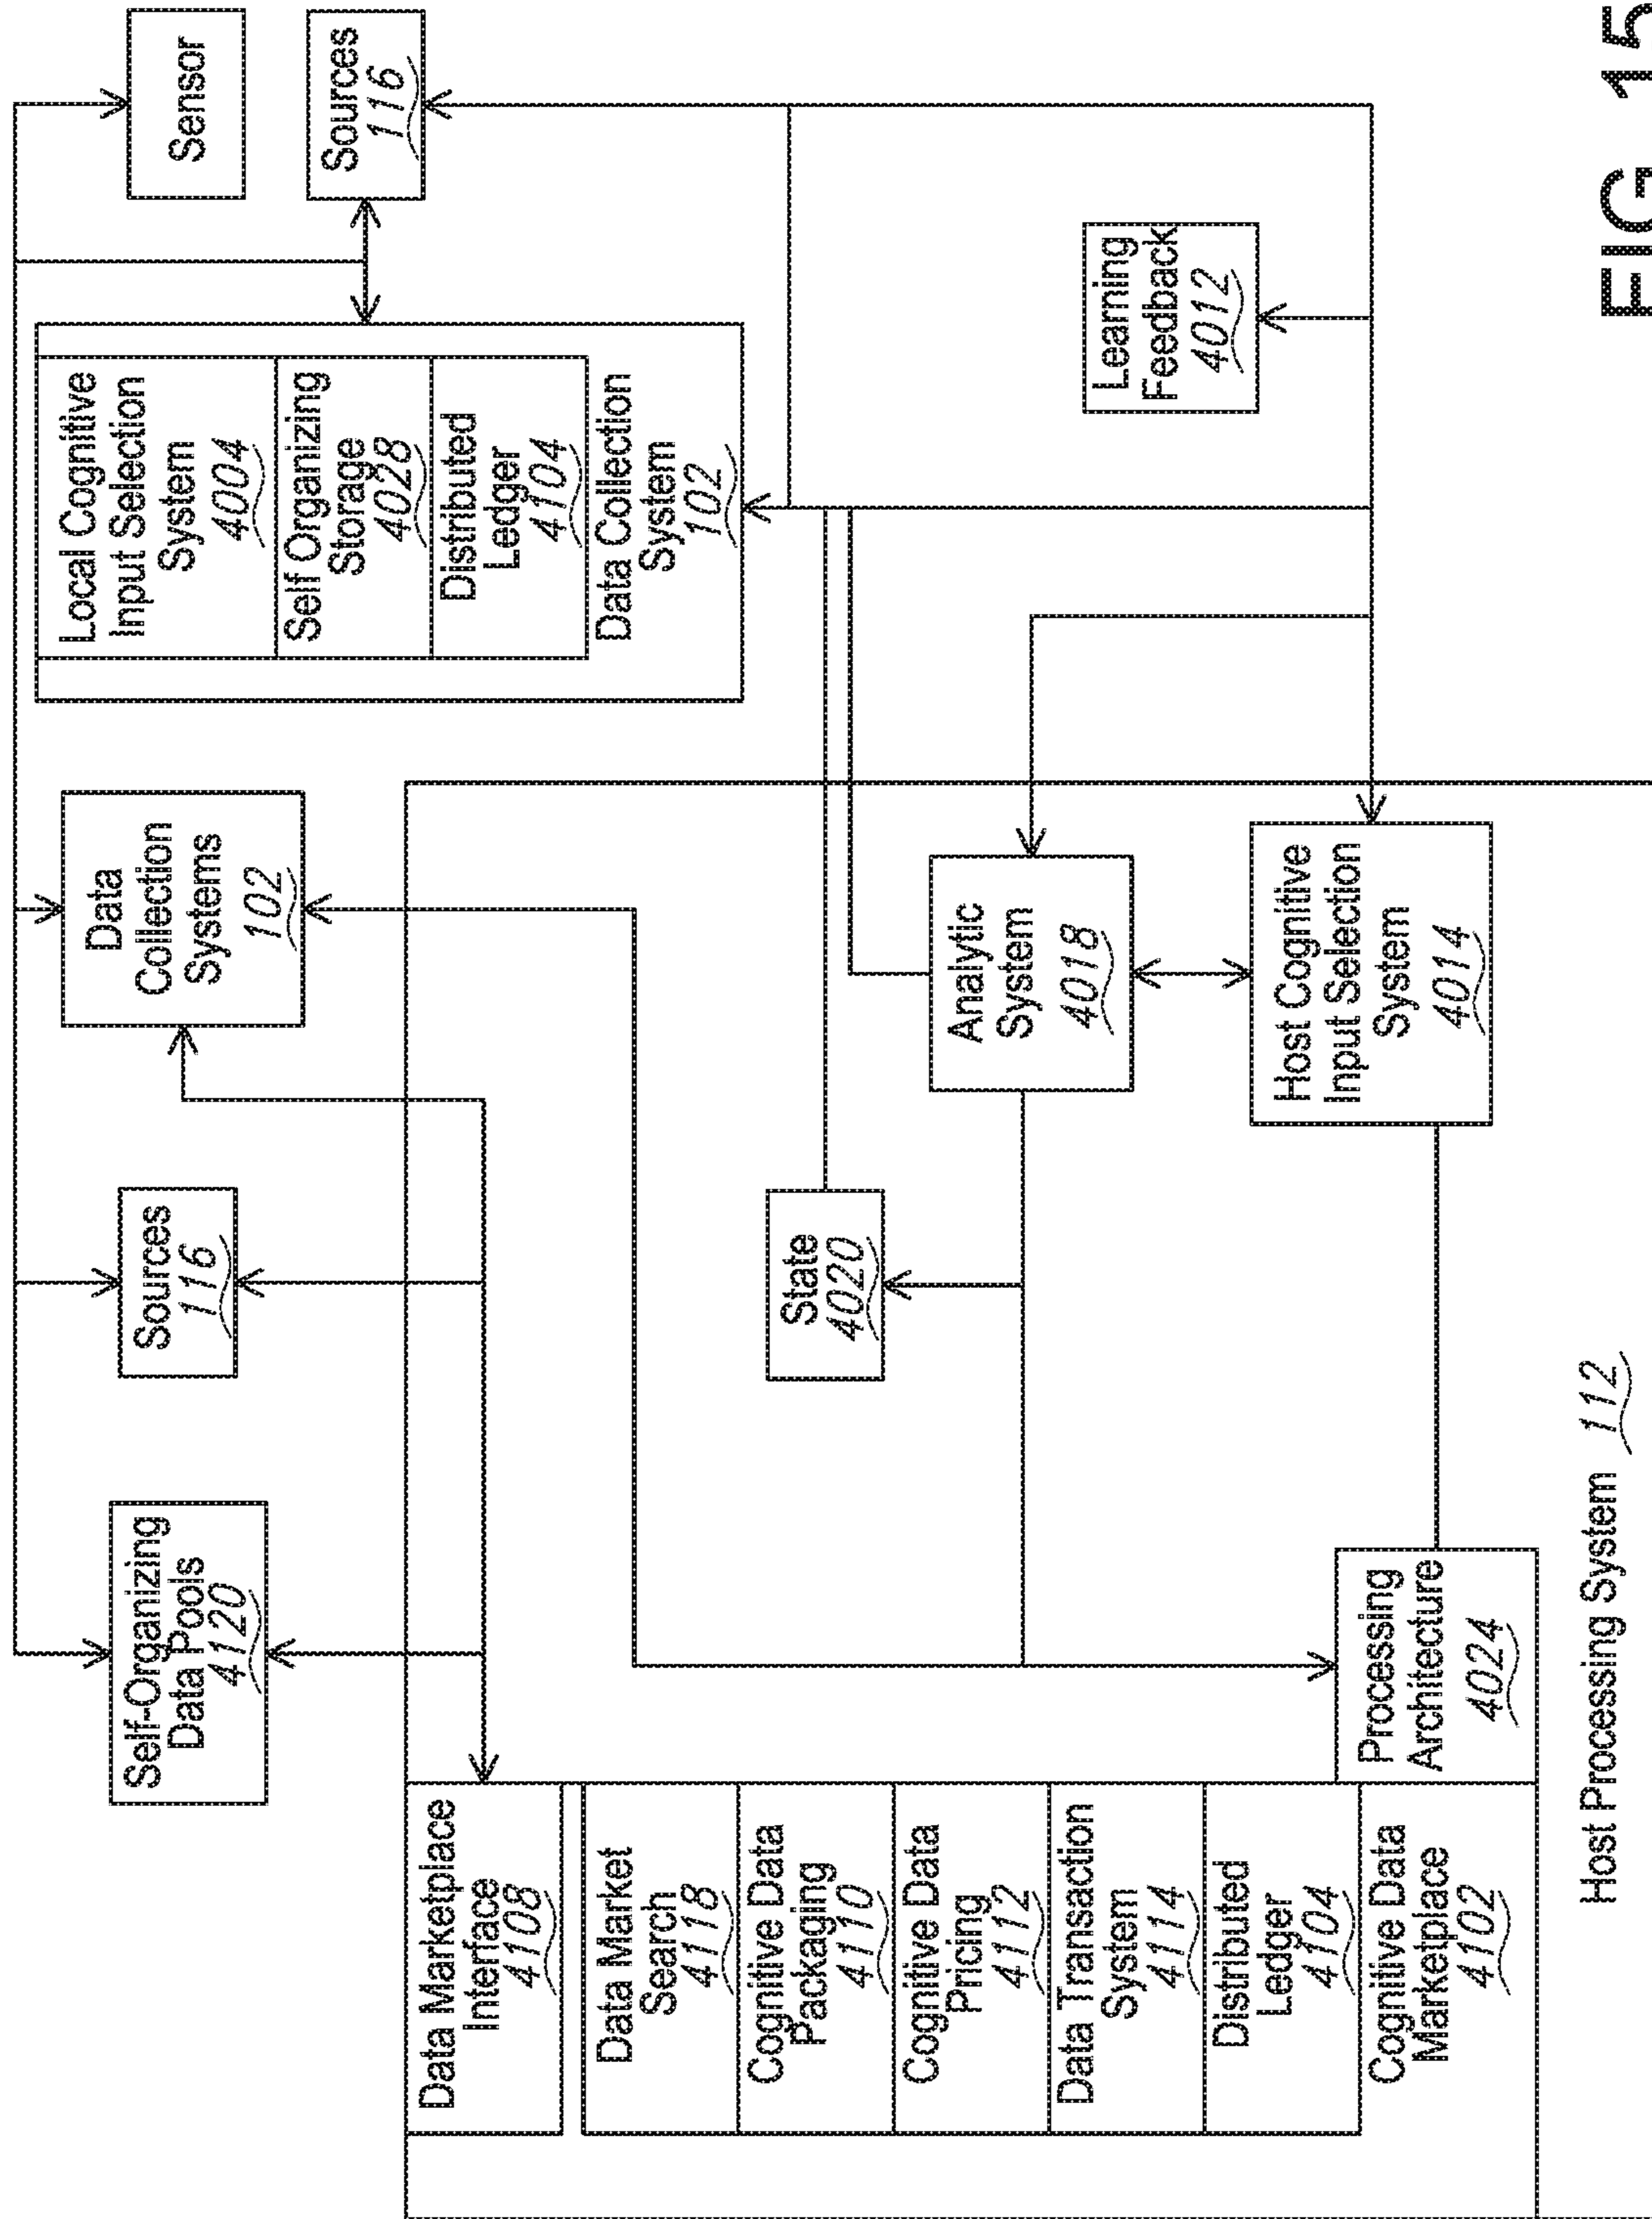 Sensor
Sources
116
Local Cognitive
Input Selection
System
4004
Self Organizing
Storage
4028
Distributed
Ledger
4104
Data Collection
System
102
Learning
Feedback
4012
Data
Collection
Systems
102
Analytic
System
4018
Host Cognitive
Input Selection
System
4014
Sources
116
State
4020
Self-Organizing
Data Pools
4120
Processing
Architecture
4024
Data Marketplace
Interface
4108
Data Market
Search
4118
Cognitive Data
Packaging
4110
Cognitive Data
Pricing
4112
Data Transaction
System
4114
Distributed
Ledger
4104
Cognitive Data
Marketplace
4102
Host Processing System 112
FIG. 15